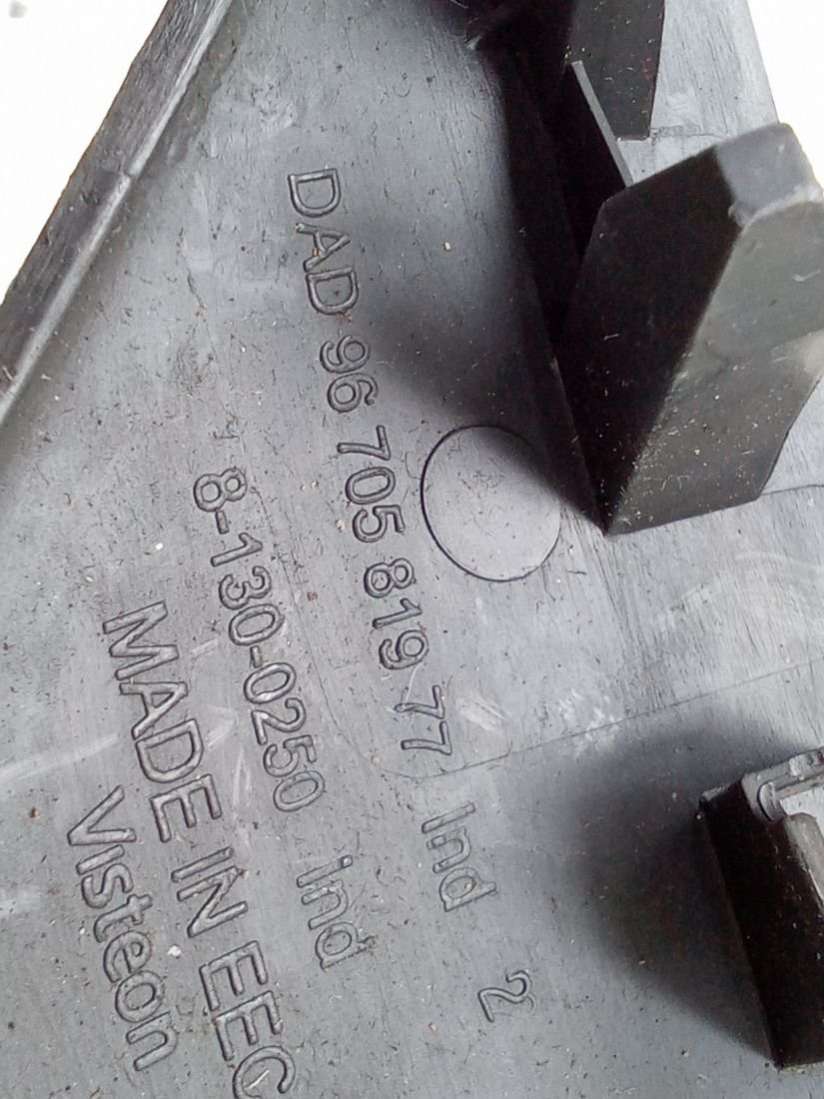 DAD 96 705 819 77 Ind 2
8-130-0250 ind
MADE IN EEC
Visteon